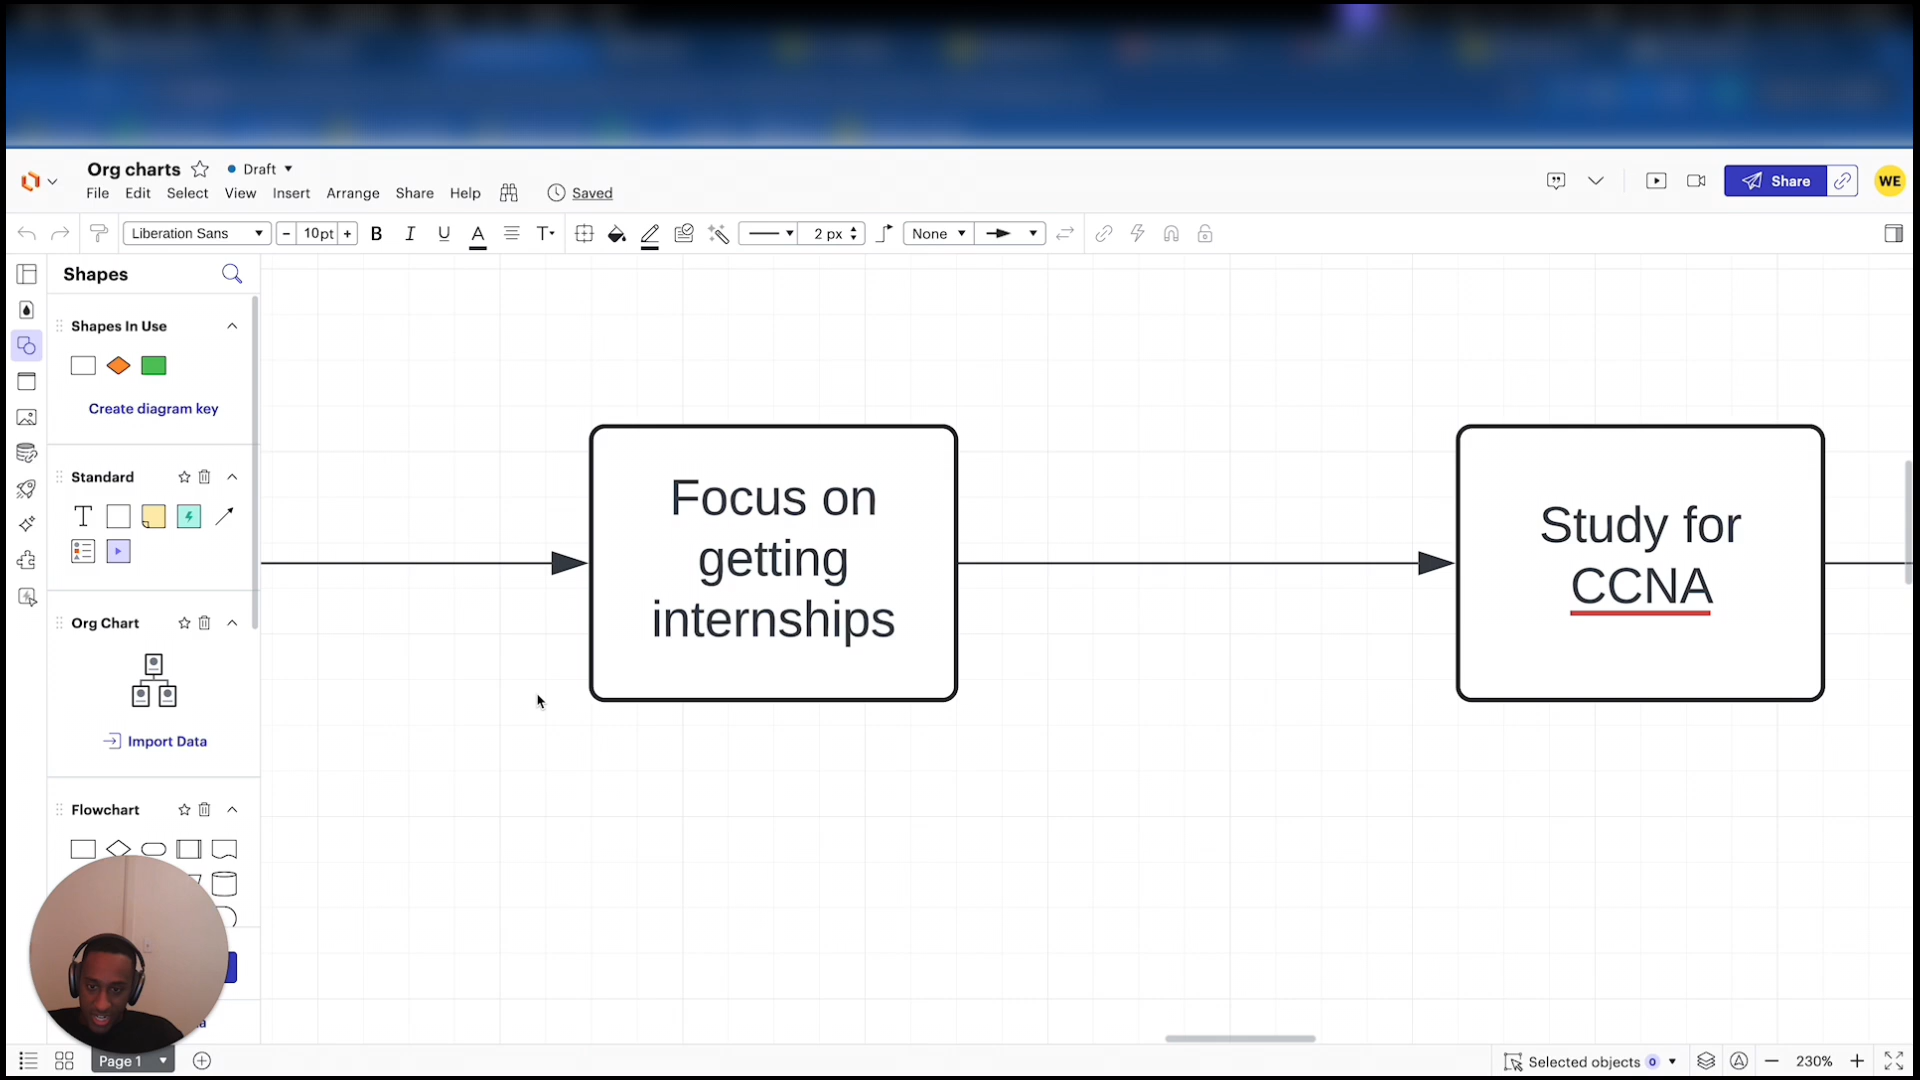 Org charts
Draft
File Edit Select View Insert Arrange Share Help Saved
Share
WE
Liberation Sans
- 10pt +
B I U A T
2 px
None
Shapes
Shapes In Use
Create diagram key
Standard
T
Org Chart
Import Data
Flowchart
Focus on
getting
internships
Study for
CCNA
Page 1
Selected objects 0
230%